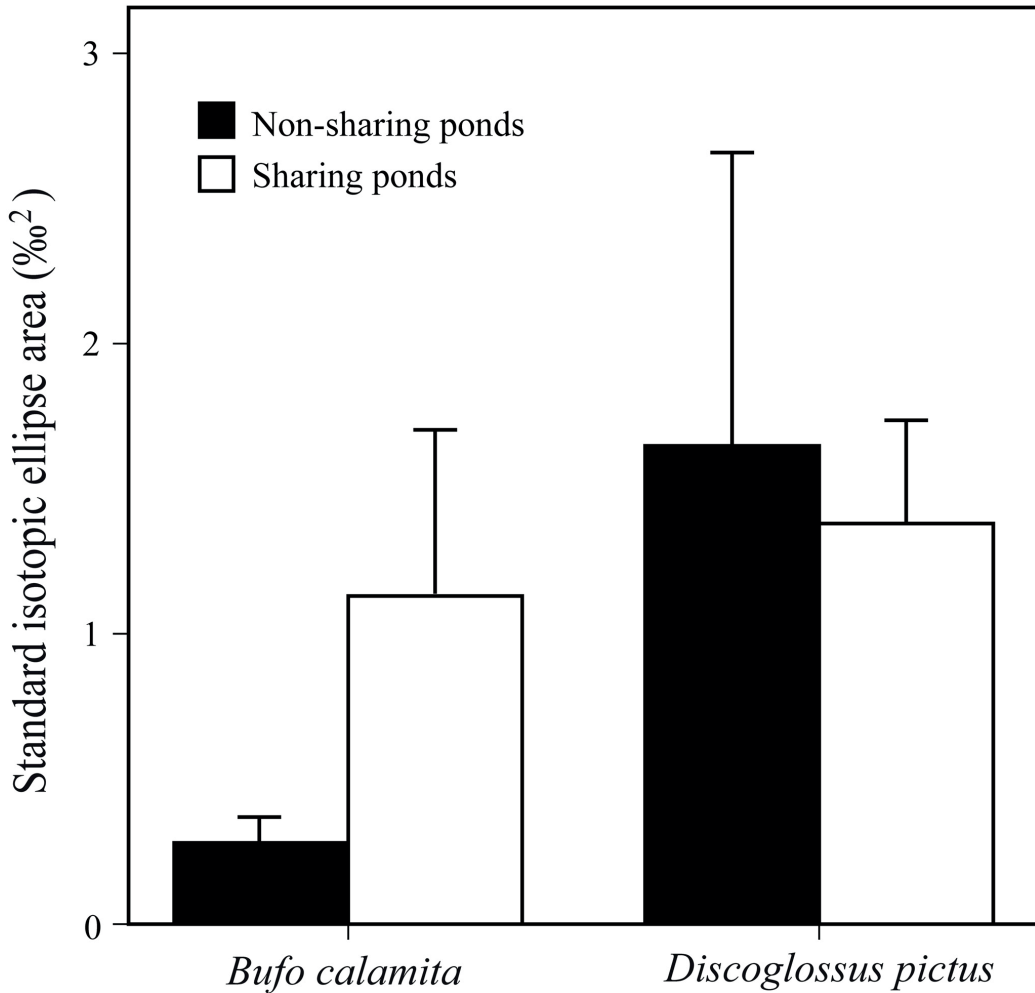 Standard isotopic ellipse area (‰²)
3
2
1
0
Non-sharing ponds
Sharing ponds
Bufo calamita
Discoglossus pictus